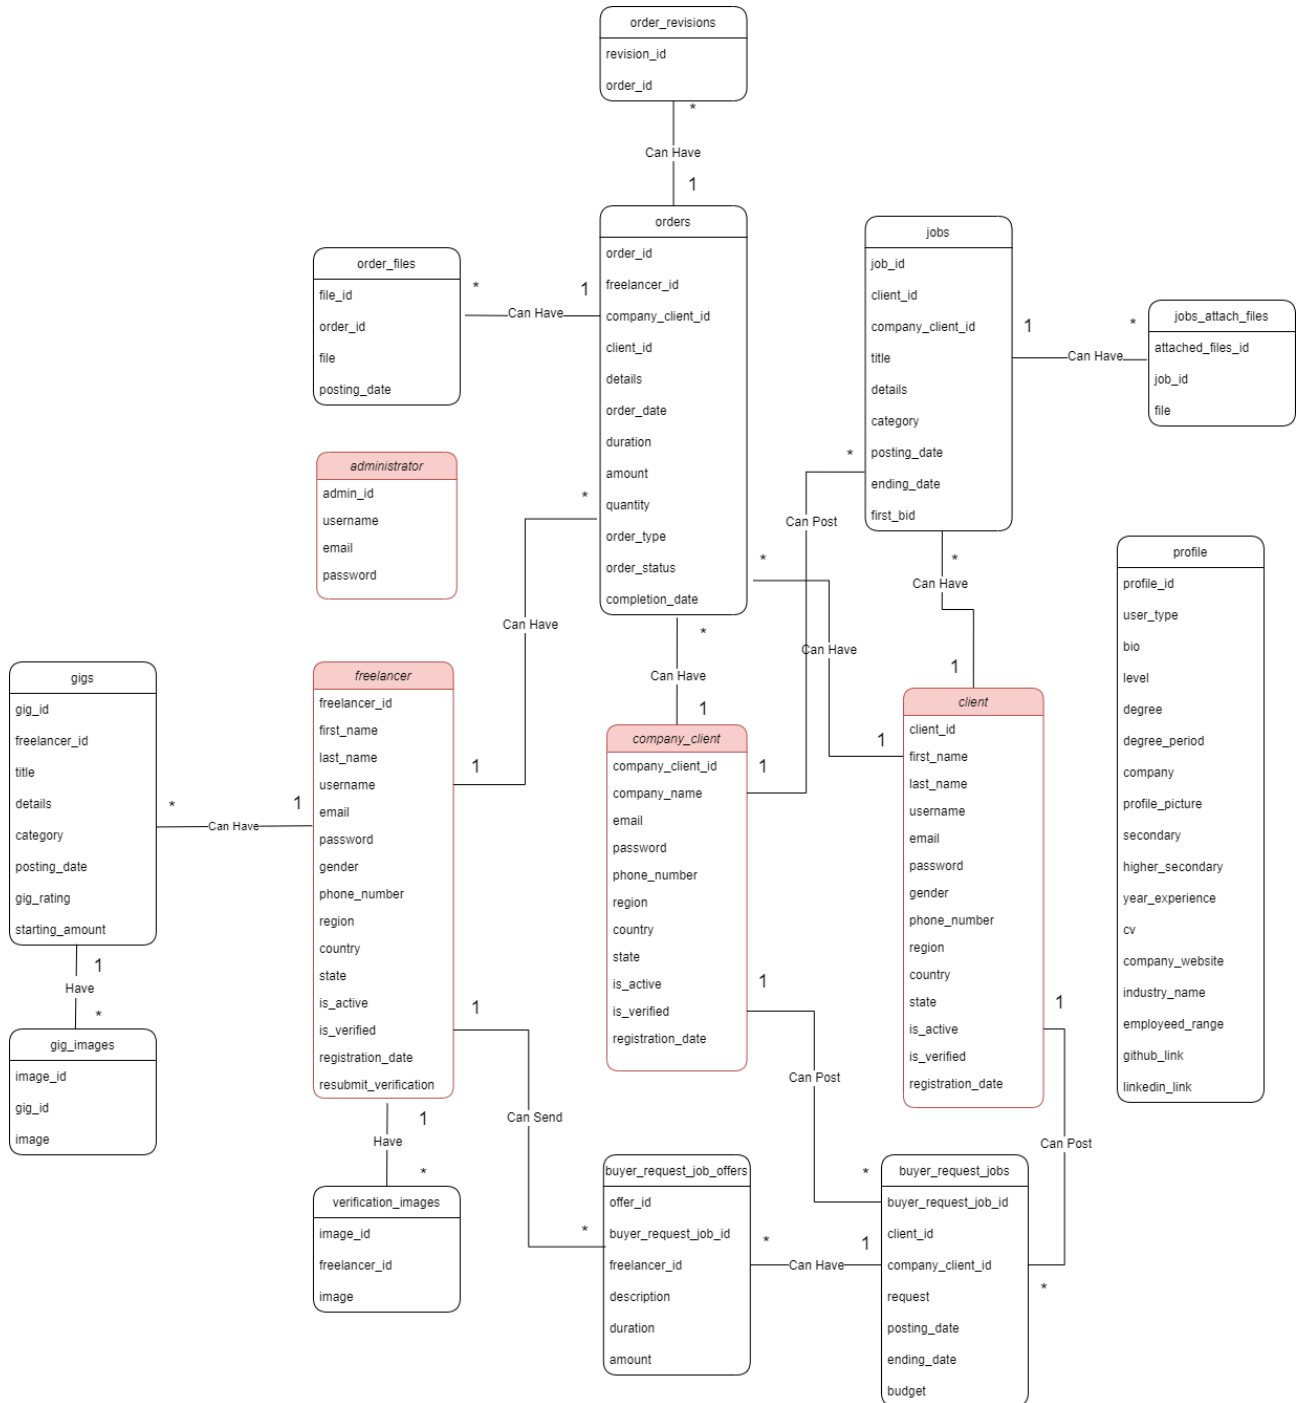 order_revisions
revision_id
order_id
*
Can Have
1
orders
order_id
freelancer_id
company_client_id
client_id
details
order_date
duration
amount
quantity
order_type
order_status
completion_date
order_files
file_id
order_id
file
posting_date
*
Can Have
1
jobs
job_id
client_id
company_client_id
title
details
category
posting_date
ending_date
first_bid
1
Can Have
*
jobs_attach_files
attached_files_id
job_id
file
administrator
admin_id
username
email
password
*
Can Have
1
*
Can Post
1
*
Can Have
1
*
Can Have
1
*
Can Have
1
profile
profile_id
user_type
bio
level
degree
degree_period
company
profile_picture
secondary
higher_secondary
year_experience
cv
company_website
industry_name
employeed_range
github_link
linkedin_link
gigs
gig_id
freelancer_id
title
details
category
posting_date
gig_rating
starting_amount
*
Can Have
1
freelancer
freelancer_id
first_name
last_name
username
email
password
gender
phone_number
region
country
state
is_active
is_verified
registration_date
resubmit_verification
company_client
company_client_id
company_name
email
password
phone_number
region
country
state
is_active
is_verified
registration_date
client
client_id
first_name
last_name
username
email
password
gender
phone_number
region
country
state
is_active
is_verified
registration_date
1
Have
*
gig_images
image_id
gig_id
image
1
Have
*
verification_images
image_id
freelancer_id
image
1
Can Send
*
1
Can Post
*
1
Can Post
*
buyer_request_job_offers
offer_id
buyer_request_job_id
freelancer_id
description
duration
amount
*
Can Have
1
buyer_request_jobs
buyer_request_job_id
client_id
company_client_id
request
posting_date
ending_date
budget